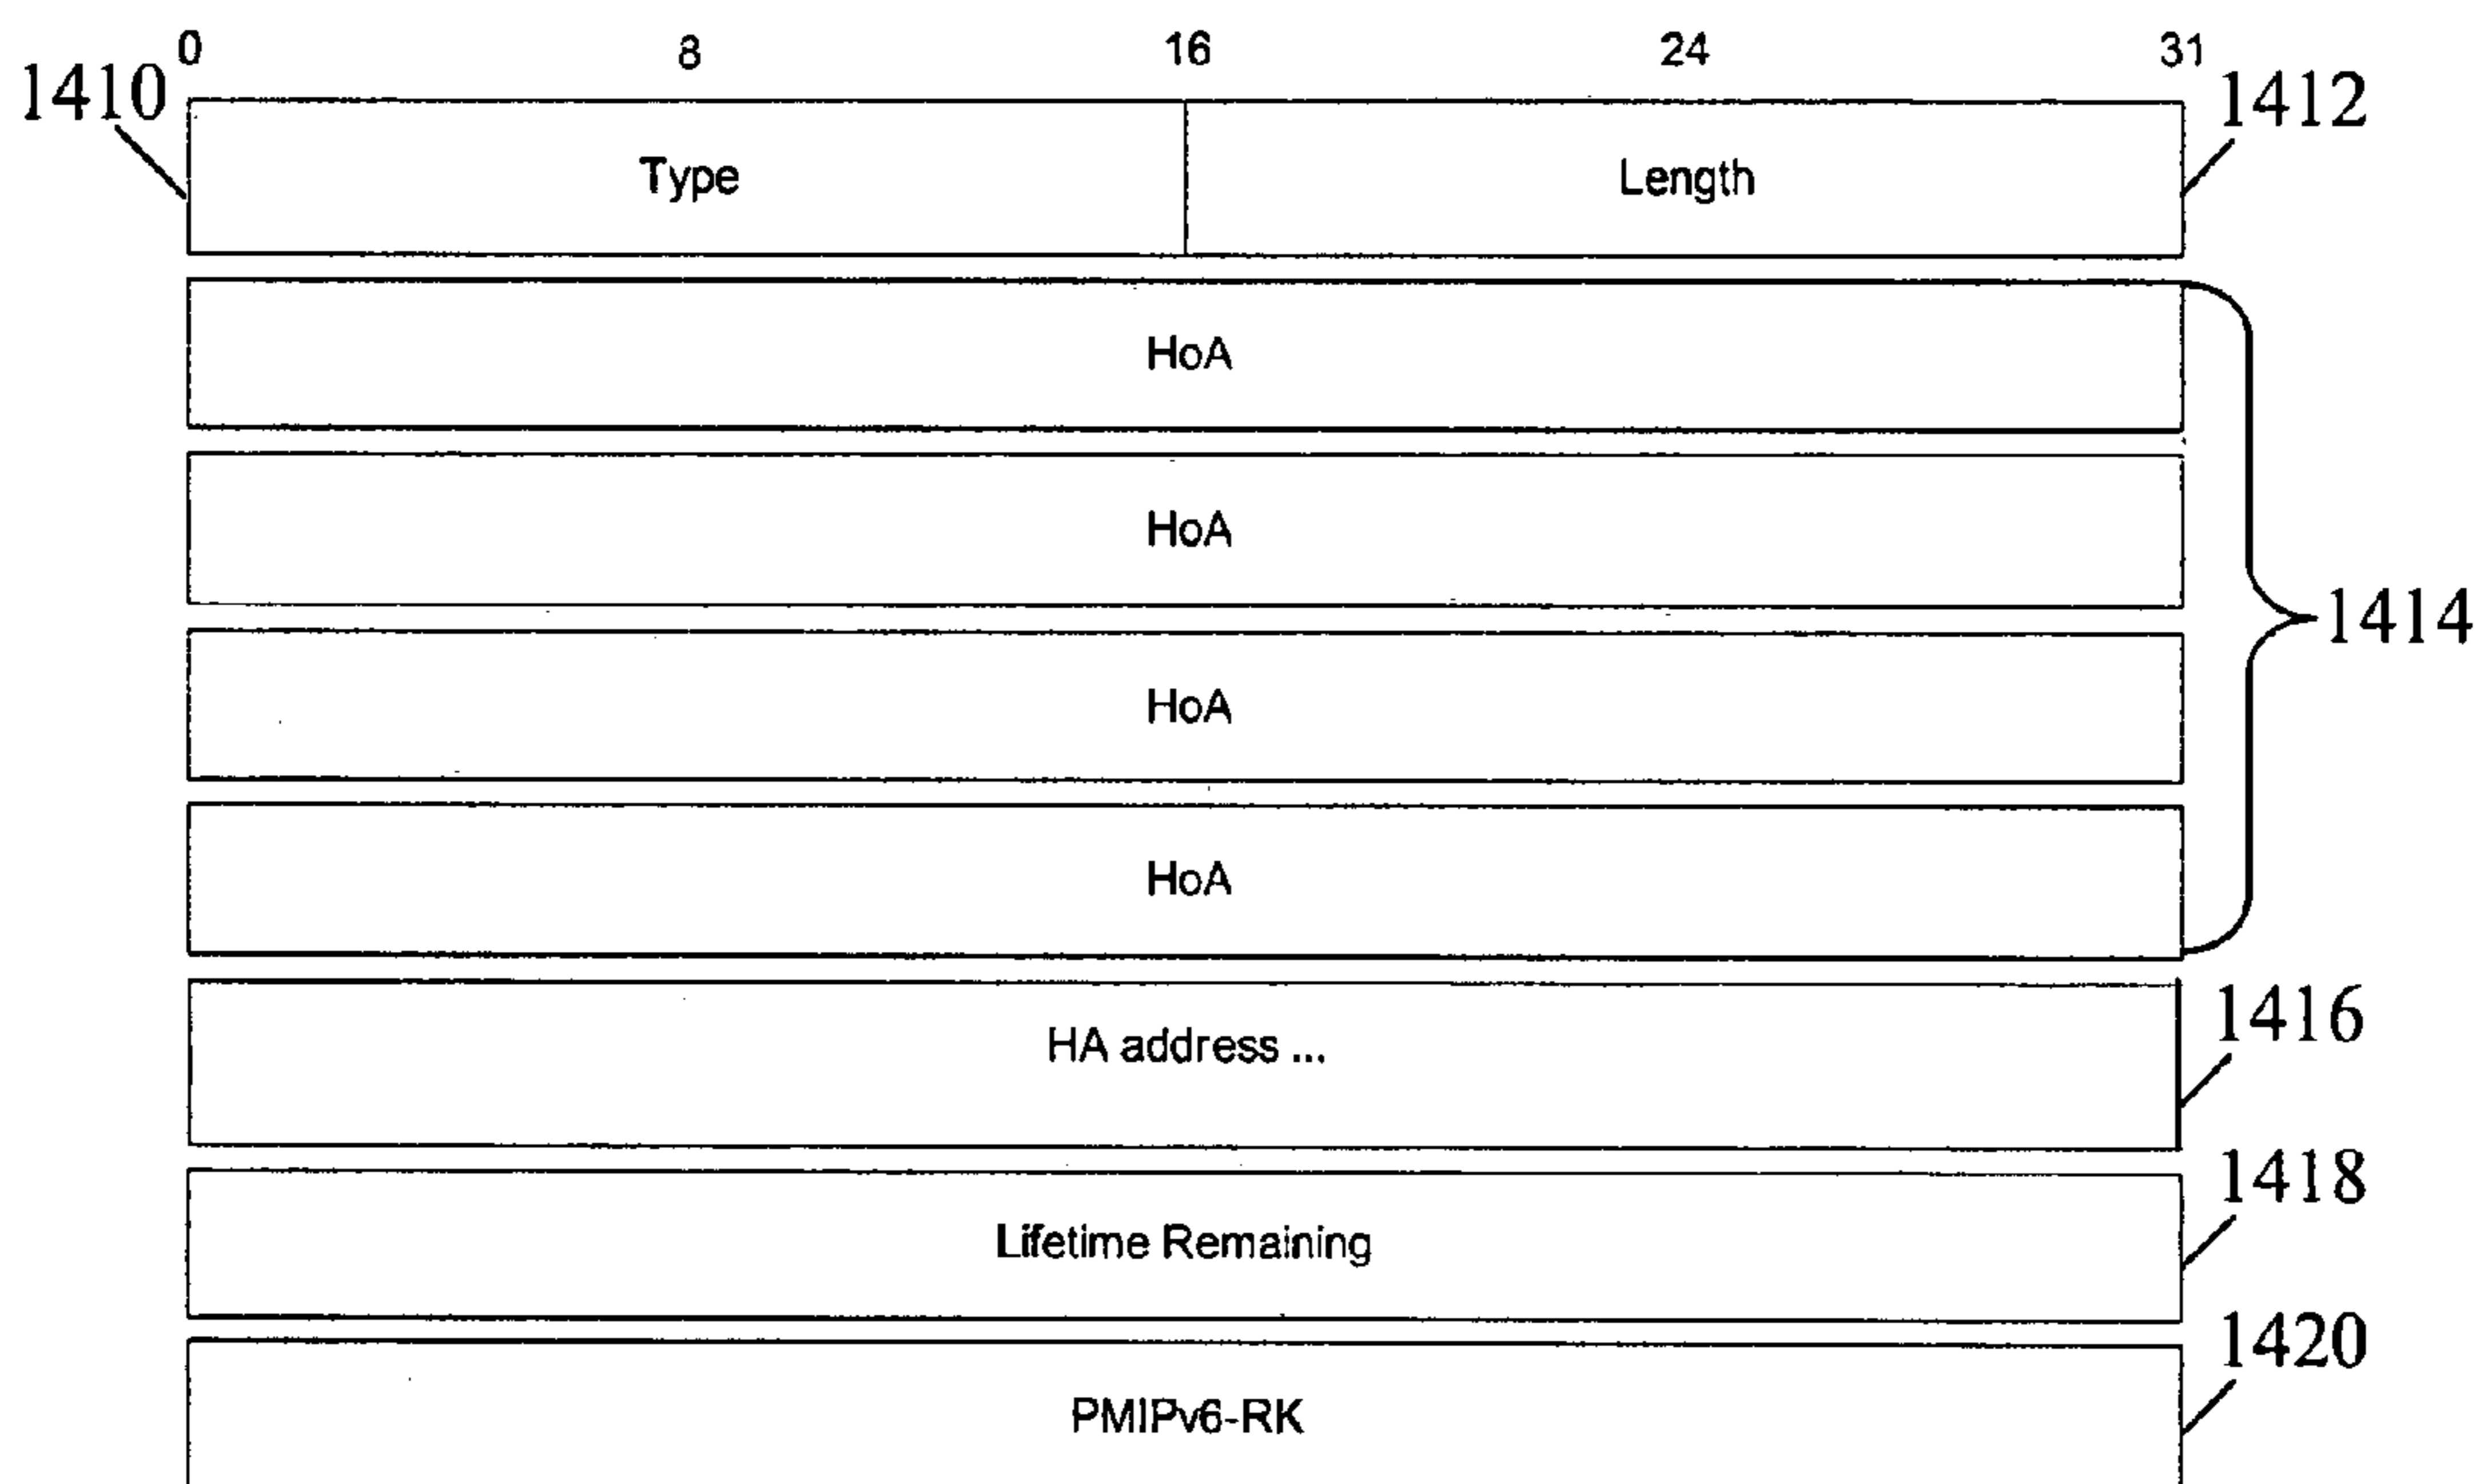 0 8 16 24 31
1410 1412
Type Length
HoA
HoA
1414
HoA
HoA
HA address ... 1416
Lifetime Remaining 1418
PMIPv6-RK 1420